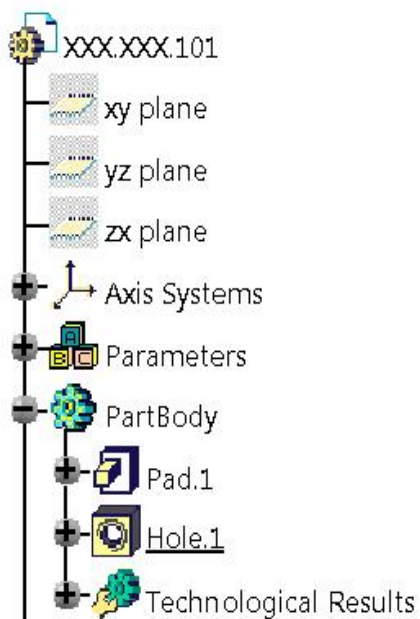 XXX.XXX.101
xy plane
yz plane
zx plane
Axis Systems
A
B C
Parameters
PartBody
Pad.1
Hole.1
Technological Results